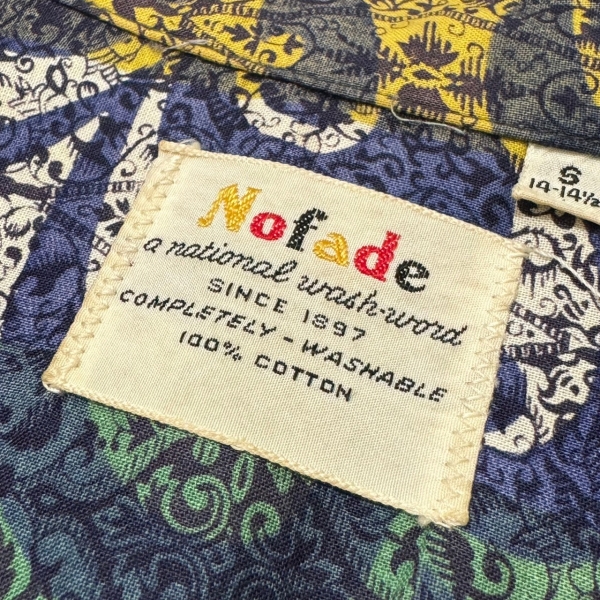 Nofade
a national wash-word
SINCE 1897
COMPLETELY-WASHABLE
100% COTTON
S
14-14½